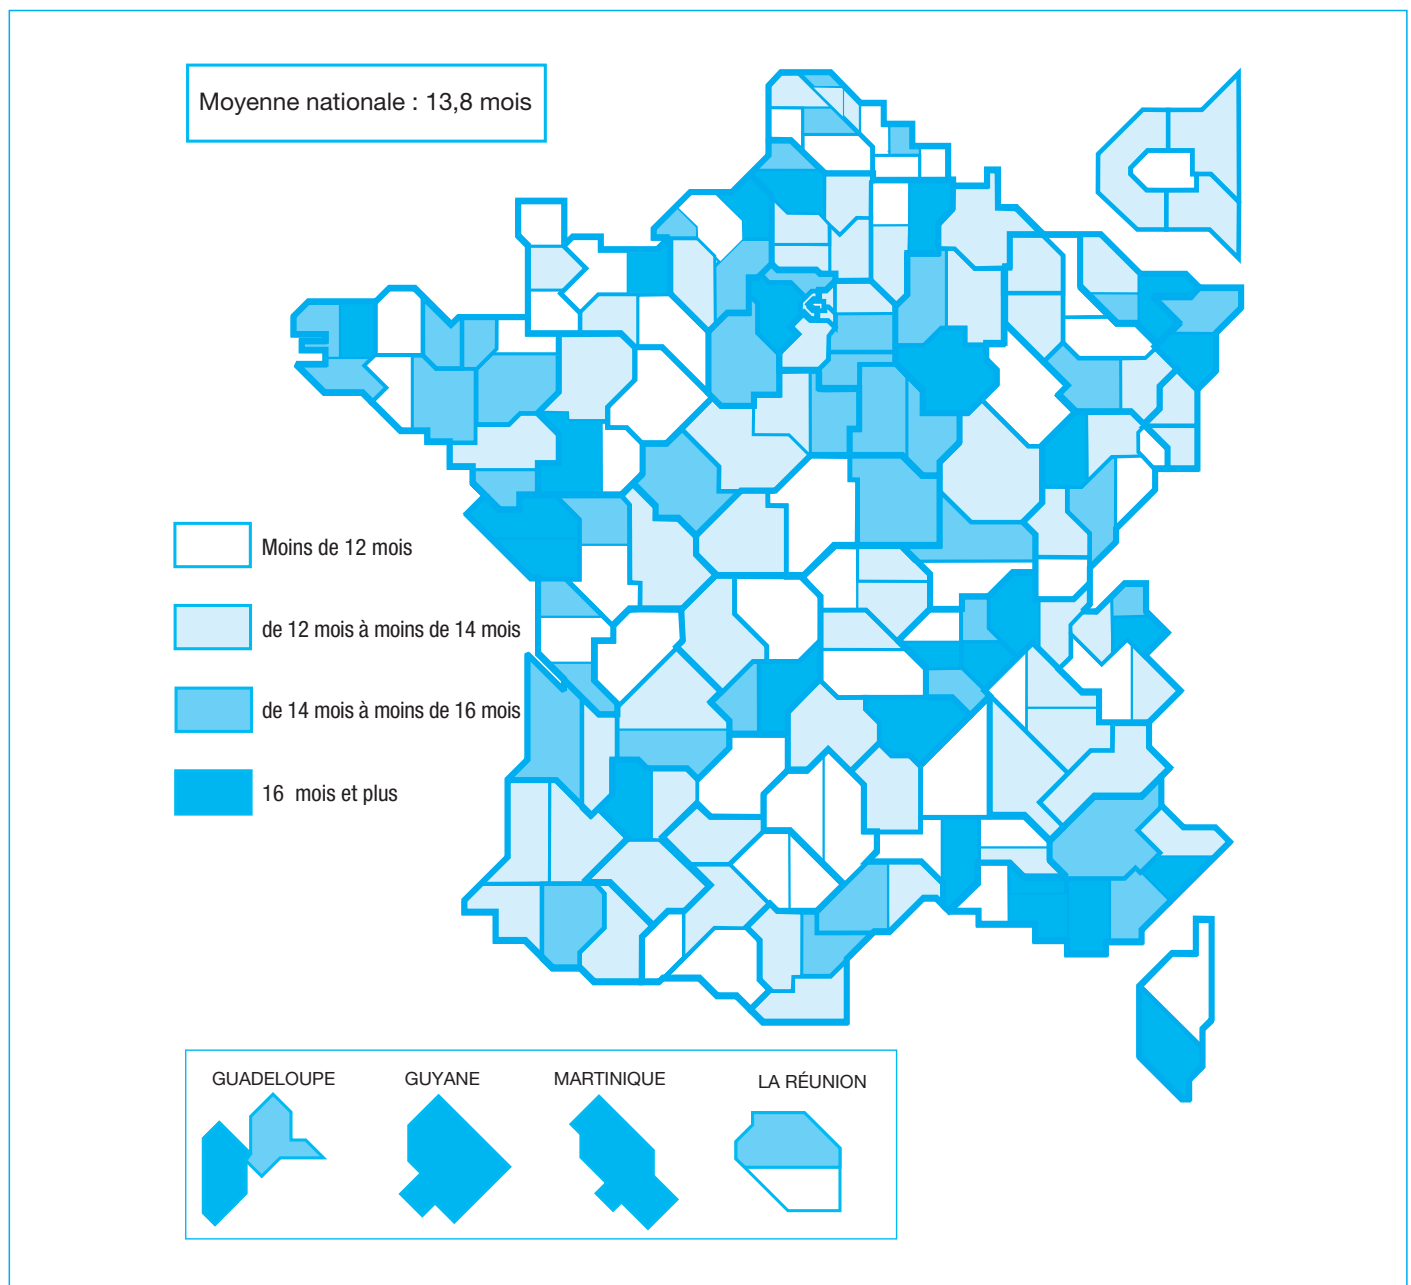 Moyenne nationale : 13,8 mois
Moins de 12 mois
de 12 mois à moins de 14 mois
de 14 mois à moins de 16 mois
16 mois et plus
GUADELOUPE
GUYANE
MARTINIQUE
LA RÉUNION